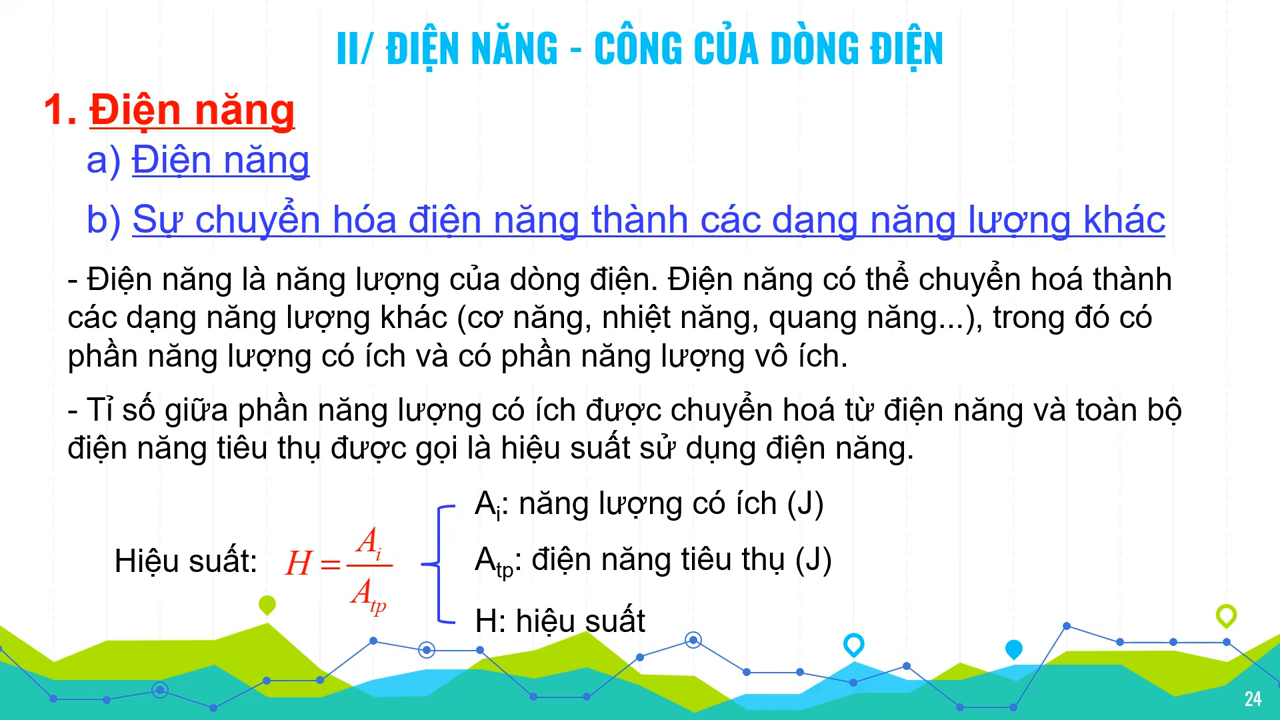 II/ ĐIỆN NĂNG - CÔNG CỦA DÒNG ĐIỆN
1. Điện năng
a) Điện năng
b) Sự chuyển hóa điện năng thành các dạng năng lượng khác
- Điện năng là năng lượng của dòng điện. Điện năng có thể chuyển hoá thành
các dạng năng lượng khác (cơ năng, nhiệt năng, quang năng...), trong đó có
phần năng lượng có ích và có phần năng lượng vô ích.
- Tỉ số giữa phần năng lượng có ích được chuyển hoá từ điện năng và toàn bộ
điện năng tiêu thụ được gọi là hiệu suất sử dụng điện năng.
Hiệu suất: H = A_i / A_tp
A_i: năng lượng có ích (J)
A_tp: điện năng tiêu thụ (J)
H: hiệu suất
24